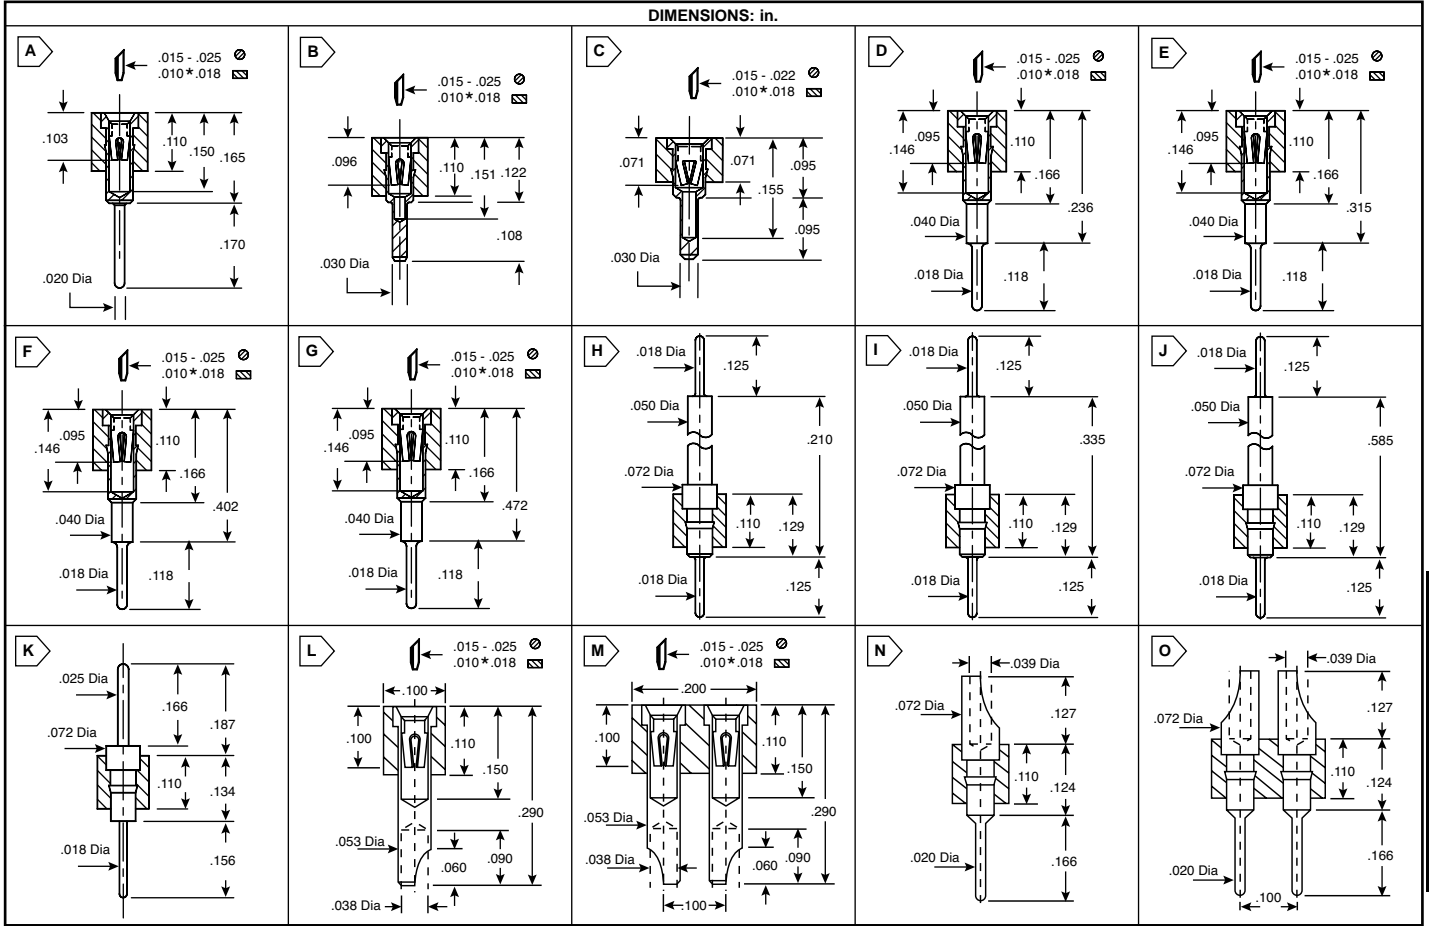 DIMENSIONS: in.
A
.015 - .025
.010*.018
.103
.110
.150
.165
.170
.020 Dia
B
.015 - .025
.010*.018
.096
.110
.151
.122
.108
.030 Dia
C
.015 - .022
.010*.018
.071
.071
.095
.155
.095
.030 Dia
D
.015 - .025
.010*.018
.095
.146
.110
.166
.236
.040 Dia
.018 Dia
.118
E
.015 - .025
.010*.018
.095
.146
.110
.166
.315
.040 Dia
.018 Dia
.118
F
.015 - .025
.010*.018
.095
.146
.110
.166
.402
.040 Dia
.018 Dia
.118
G
.015 - .025
.010*.018
.095
.146
.110
.166
.472
.040 Dia
.018 Dia
.118
H
.018 Dia
.125
.050 Dia
.210
.072 Dia
.110
.129
.018 Dia
.125
I
.018 Dia
.125
.050 Dia
.335
.072 Dia
.110
.129
.018 Dia
.125
J
.018 Dia
.125
.050 Dia
.585
.072 Dia
.110
.129
.018 Dia
.125
K
.025 Dia
.166
.187
.072 Dia
.110
.134
.018 Dia
.156
L
.015 - .025
.010*.018
.100
.100
.110
.150
.290
.053 Dia
.060
.090
.038 Dia
M
.015 - .025
.010*.018
.200
.100
.110
.150
.290
.053 Dia
.038 Dia
.060
.090
.100
N
.039 Dia
.072 Dia
.127
.110
.124
.020 Dia
.166
O
.039 Dia
.072 Dia
.127
.110
.124
.020 Dia
.166
.100